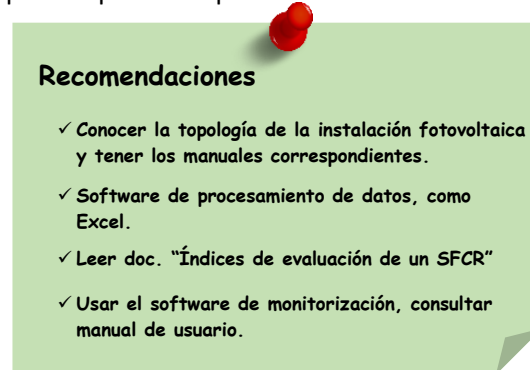 Recomendaciones
✓ Conocer la topología de la instalación fotovoltaica
y tener los manuales correspondientes.
✓ Software de procesamiento de datos, como
Excel.
✓ Leer doc. “Índices de evaluación de un SFCR”
✓ Usar el software de monitorización, consultar
manual de usuario.